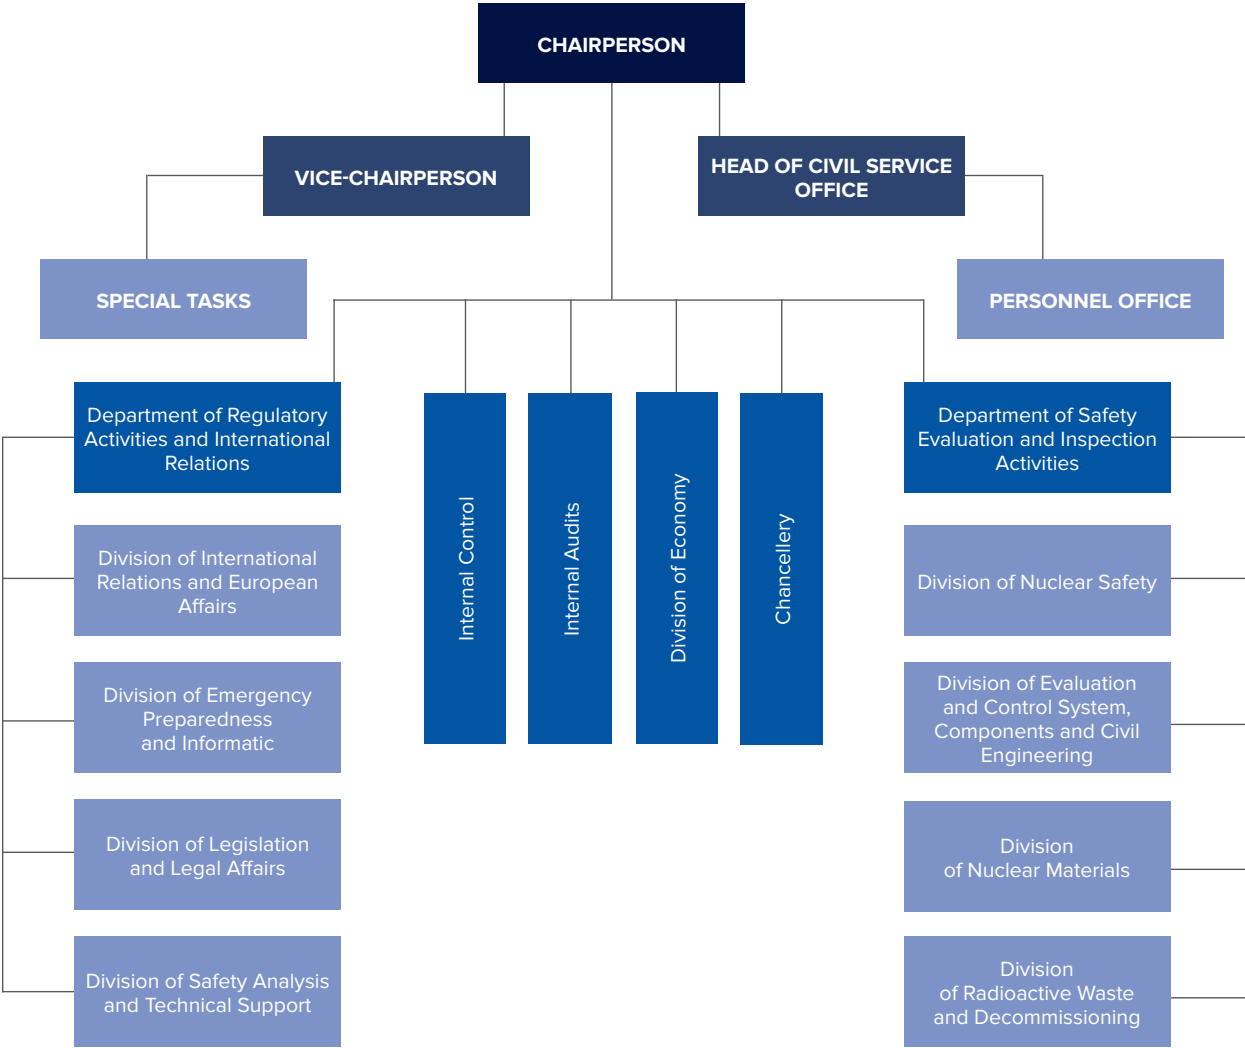 CHAIRPERSON
VICE-CHAIRPERSON
HEAD OF CIVIL SERVICE
OFFICE
SPECIAL TASKS
PERSONNEL OFFICE
Department of Regulatory
Activities and International
Relations
Division of International
Relations and European
Affairs
Division of Emergency
Preparedness
and Informatic
Division of Legislation
and Legal Affairs
Division of Safety Analysis
and Technical Support
Internal Control
Internal Audits
Division of Economy
Chancellery
Department of Safety
Evaluation and Inspection
Activities
Division of Nuclear Safety
Division of Evaluation
and Control System,
Components and Civil
Engineering
Division
of Nuclear Materials
Division
of Radioactive Waste
and Decommissioning